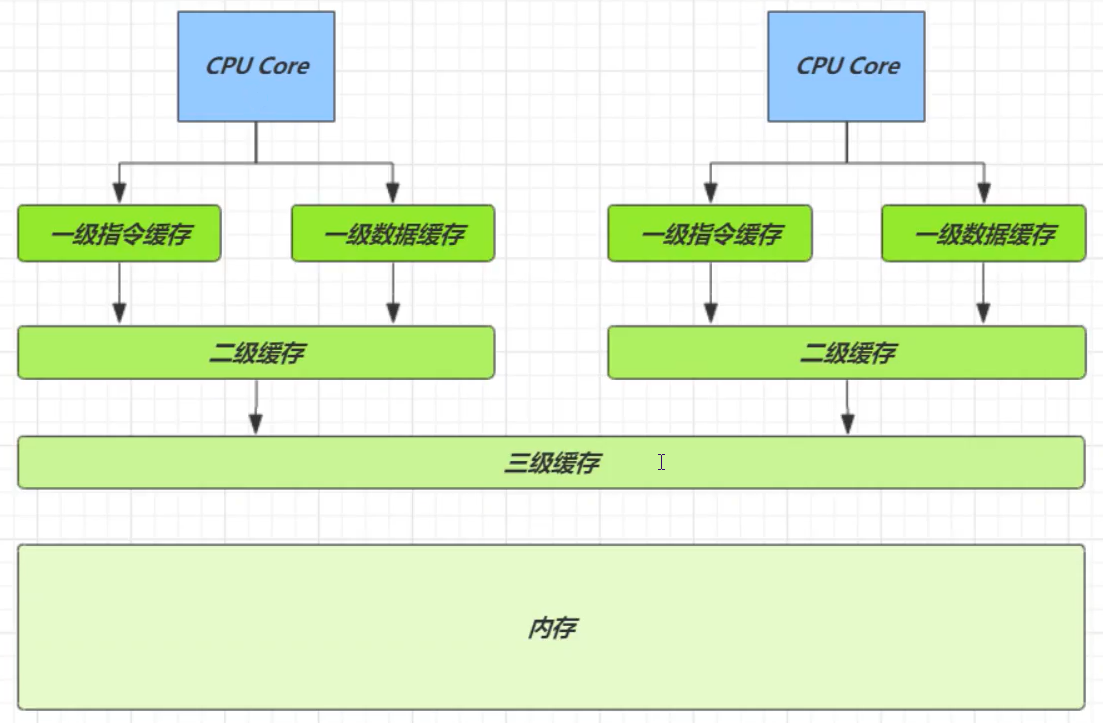 CPU Core
CPU Core
一级指令缓存
一级数据缓存
一级指令缓存
一级数据缓存
二级缓存
二级缓存
三级缓存
内存